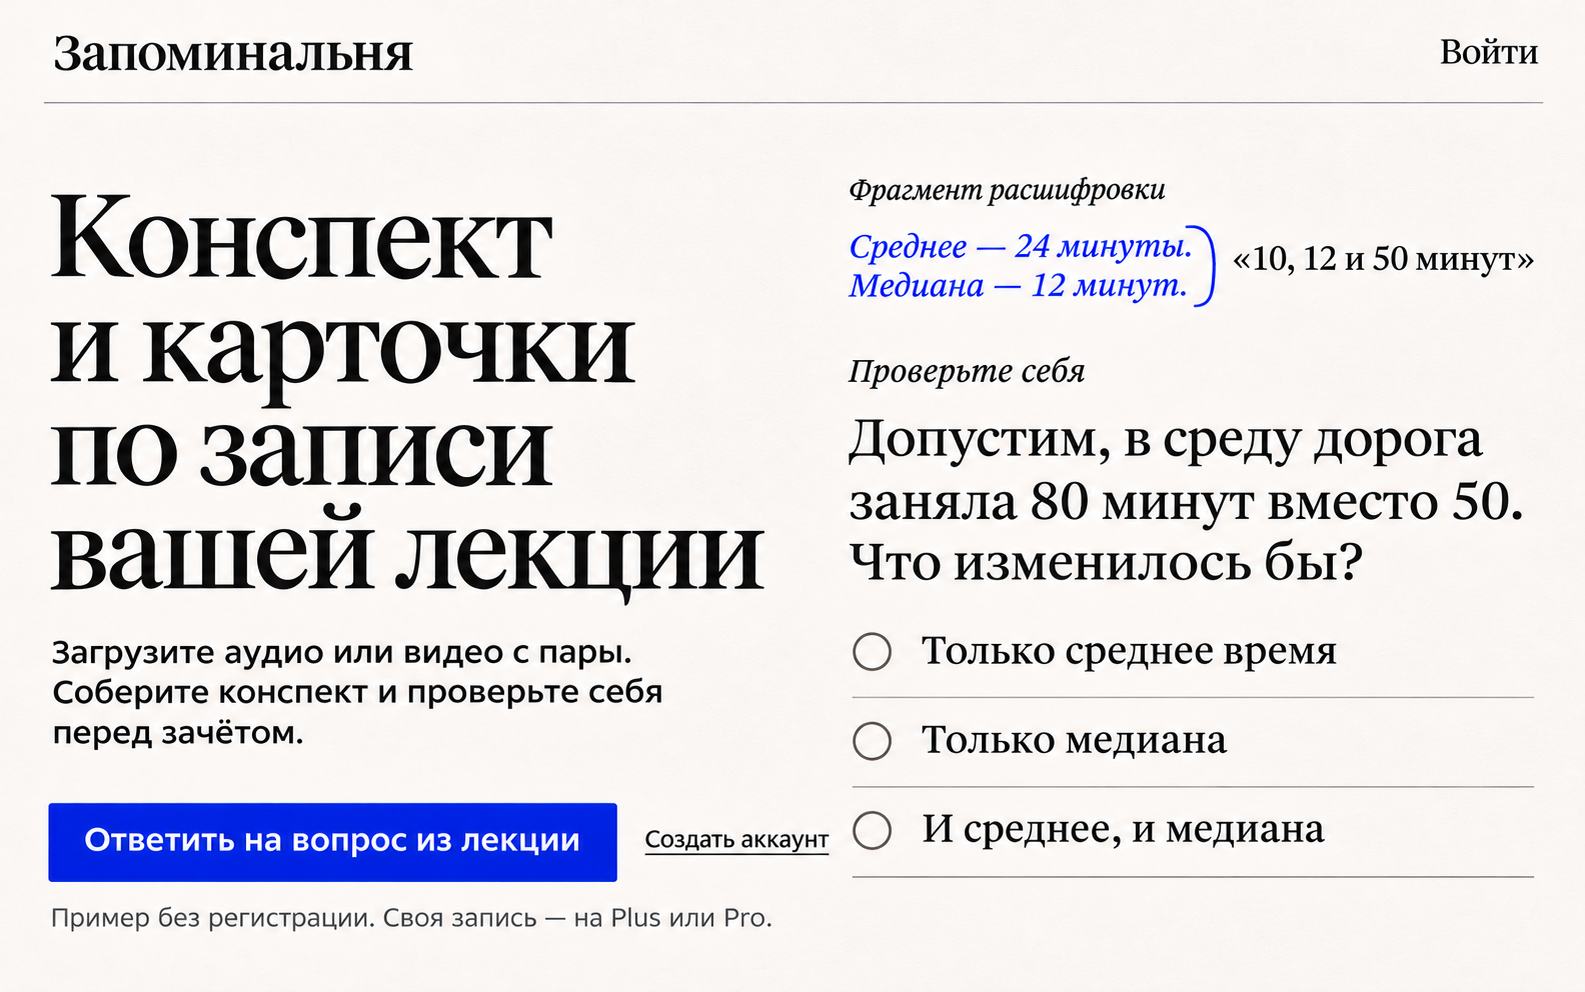 Запоминальня
Войти
Конспект
и карточки
по записи
вашей лекции
Загрузите аудио или видео с пары.
Соберите конспект и проверьте себя
перед зачётом.
Ответить на вопрос из лекции
Создать аккаунт
Пример без регистрации. Своя запись — на Plus или Pro.
Фрагмент расшифровки
Среднее — 24 минуты.
Медиана — 12 минут.
«10, 12 и 50 минут»
Проверьте себя
Допустим, в среду дорога
заняла 80 минут вместо 50.
Что изменилось бы?
Только среднее время
Только медиана
И среднее, и медиана